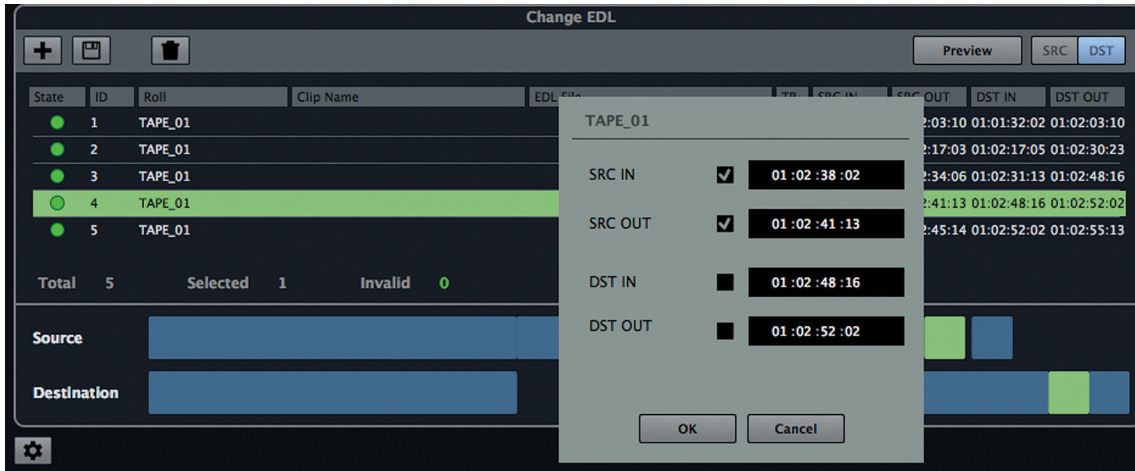 Change EDL
Preview SRC DST
State ID Roll Clip Name EDL File TR SRC IN SRC OUT DST IN DST OUT
1 TAPE_01 :03:10 01:01:32:02 01:02:03:10
2 TAPE_01 :17:03 01:02:17:05 01:02:30:23
3 TAPE_01 :34:06 01:02:31:13 01:02:48:16
4 TAPE_01 :41:13 01:02:48:16 01:02:52:02
5 TAPE_01 :45:14 01:02:52:02 01:02:55:13
Total 5 Selected 1 Invalid 0
Source
Destination
TAPE_01
SRC IN 01 :02 :38 :02
SRC OUT 01 :02 :41 :13
DST IN 01 :02 :48 :16
DST OUT 01 :02 :52 :02
OK Cancel